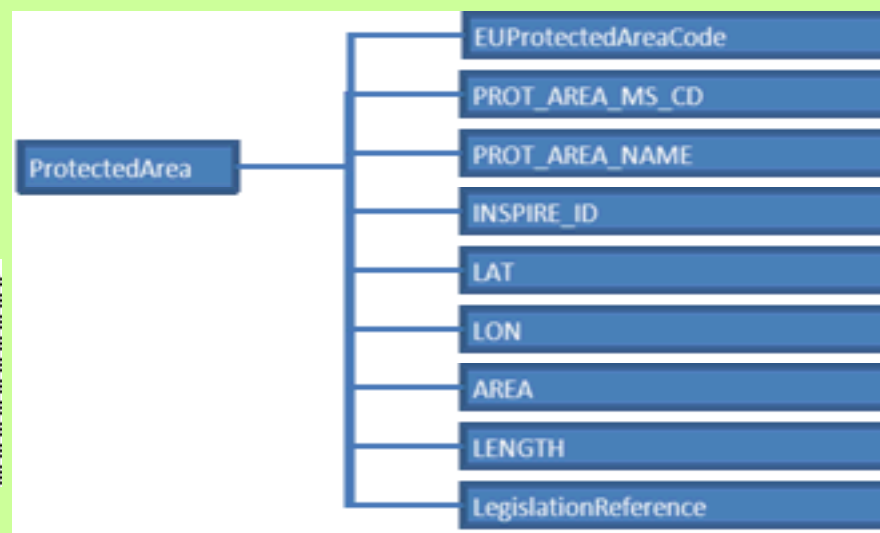 EUProtectedAreaCode
PROT_AREA_MS_CD
ProtectedArea
PROT_AREA_NAME
INSPIRE_ID
LAT
LON
AREA
LENGTH
LegislationReference